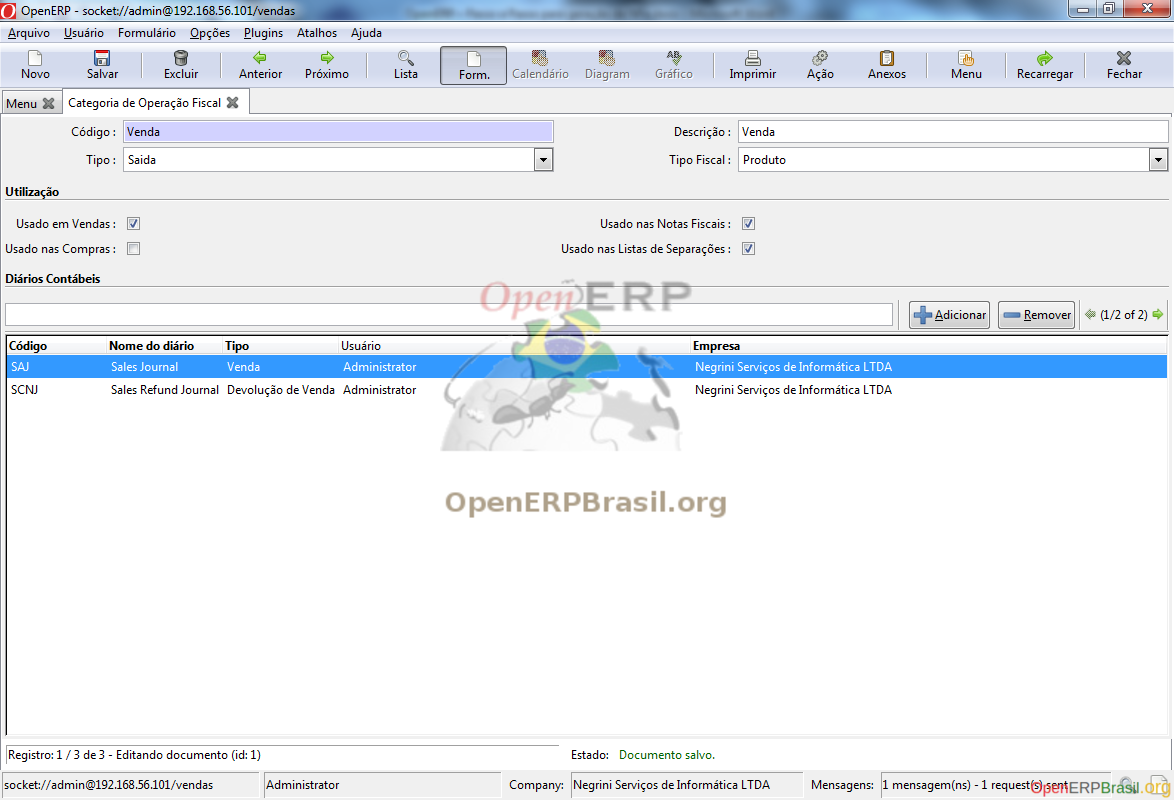 OpenERP - socket://admin@192.168.56.101/vendas
Arquivo Usuário Formulário Opções Plugins Atalhos Ajuda
Novo Salvar Excluir Anterior Próximo Lista Form. Calendário Diagram Gráfico Imprimir Ação Anexos Menu Recarregar Fechar
Menu Categoria de Operação Fiscal
Código : Venda Descrição : Venda
Tipo : Saida Tipo Fiscal : Produto
Utilização
Usado em Vendas : Usado nas Notas Fiscais :
Usado nas Compras : Usado nas Listas de Separações :
Diários Contábeis
OpenERP
Adicionar Remover (1/2 of 2)
Código Nome do diário Tipo Usuário Empresa
SAJ Sales Journal Venda Administrator Negrini Serviços de Informática LTDA
SCNJ Sales Refund Journal Devolução de Venda Administrator Negrini Serviços de Informática LTDA
OpenERPBrasil.org
Registro: 1 / 3 de 3 - Editando documento (id: 1) Estado: Documento salvo.
socket://admin@192.168.56.101/vendas Administrator Company: Negrini Serviços de Informática LTDA Mensagens: 1 mensagem(ns) - 1 request(s) sent
OpenERPBrasil.org